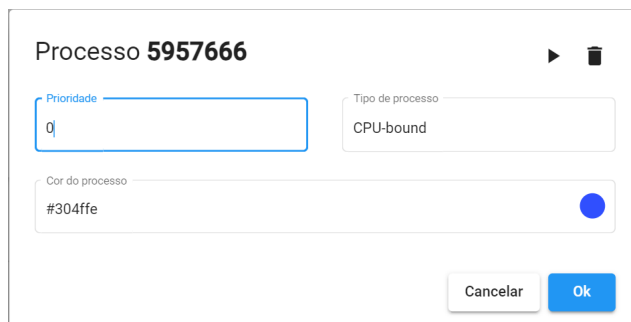 Processo 5957666
Prioridade
0
Tipo de processo
CPU-bound
Cor do processo
#304ffe
Cancelar
Ok